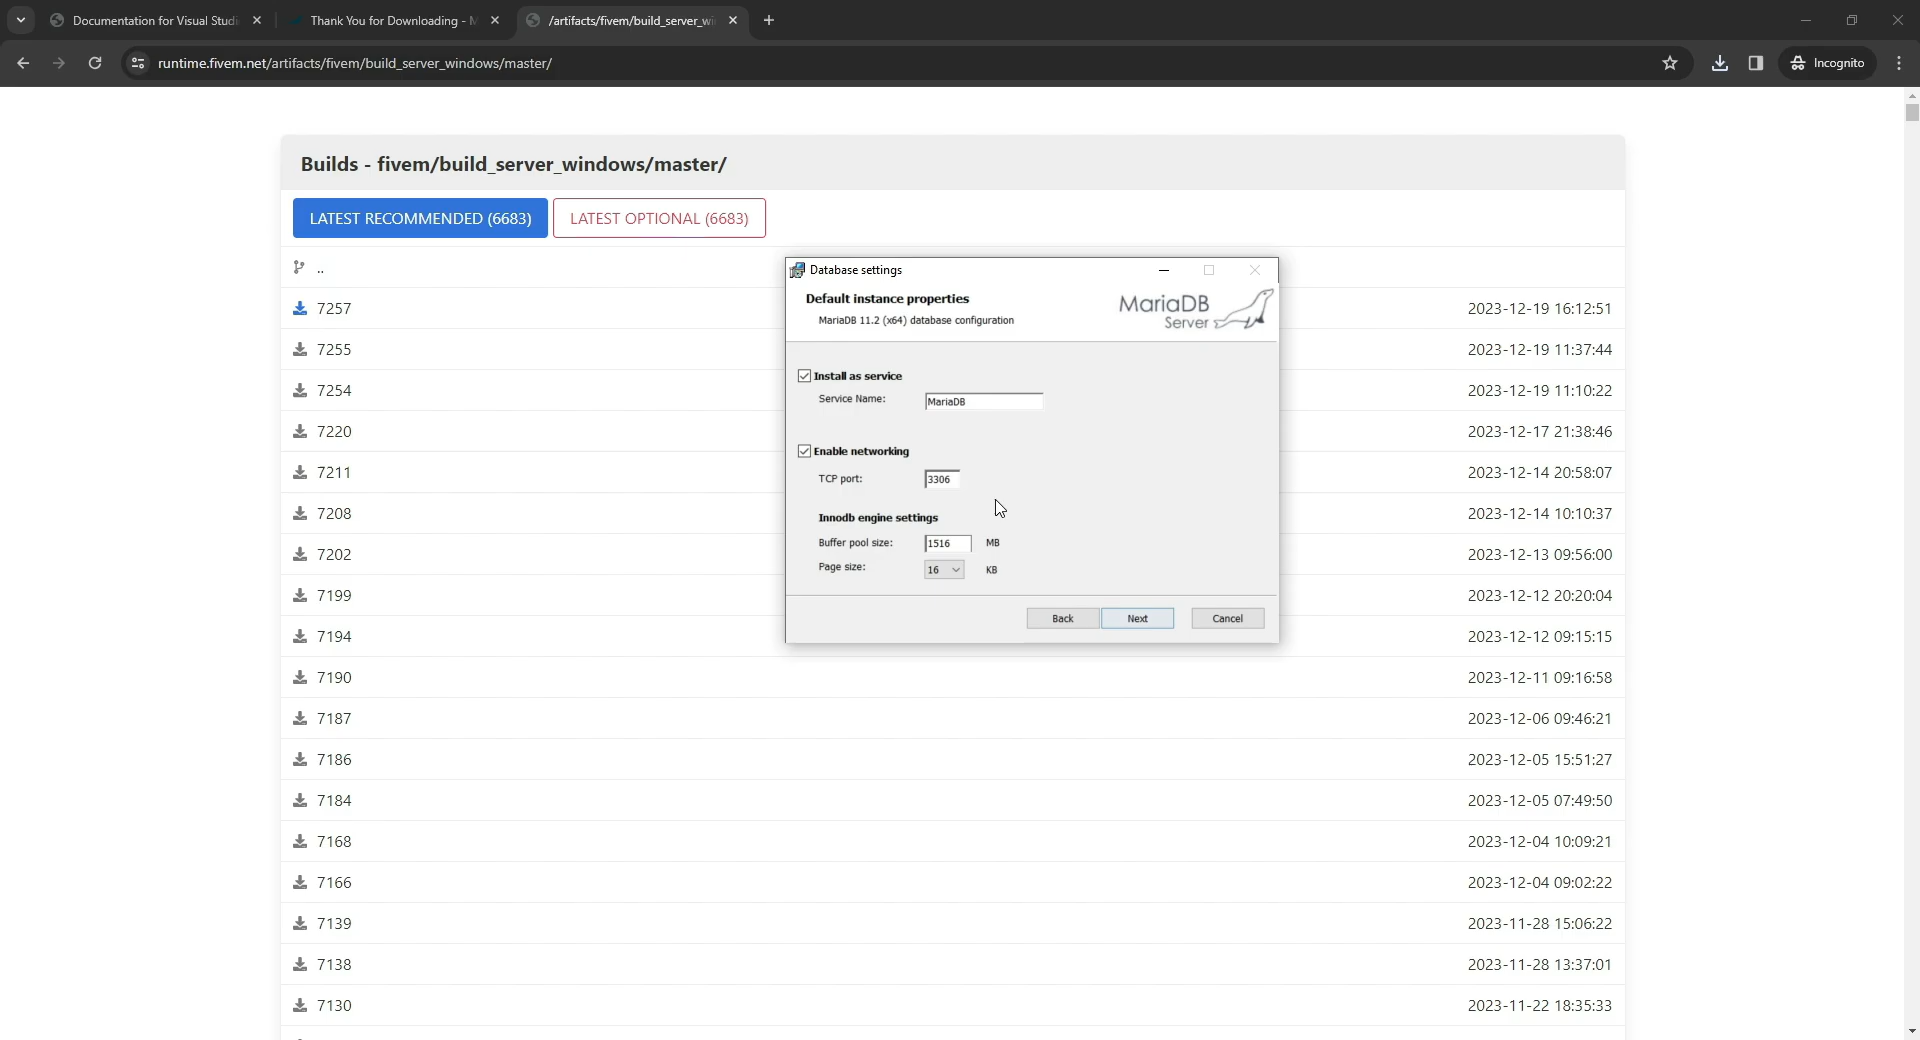 Documentation for Visual Studi
Thank You for Downloading - M
/artifacts/fivem/build_server_wi
runtime.fivem.net/artifacts/fivem/build_server_windows/master/
Incognito
Builds - fivem/build_server_windows/master/
LATEST RECOMMENDED (6683)
LATEST OPTIONAL (6683)
..
7257 2023-12-19 16:12:51
7255 2023-12-19 11:37:44
7254 2023-12-19 11:10:22
7220 2023-12-17 21:38:46
7211 2023-12-14 20:58:07
7208 2023-12-14 10:10:37
7202 2023-12-13 09:56:00
7199 2023-12-12 20:20:04
7194 2023-12-12 09:15:15
7190 2023-12-11 09:16:58
7187 2023-12-06 09:46:21
7186 2023-12-05 15:51:27
7184 2023-12-05 07:49:50
7168 2023-12-04 10:09:21
7166 2023-12-04 09:02:22
7139 2023-11-28 15:06:22
7138 2023-11-28 13:37:01
7130 2023-11-22 18:35:33
Database settings
Default instance properties
MariaDB 11.2 (x64) database configuration
MariaDB
Server
Install as service
Service Name: MariaDB
Enable networking
TCP port: 3306
Innodb engine settings
Buffer pool size: 1516 MB
Page size: 16 KB
Back
Next
Cancel